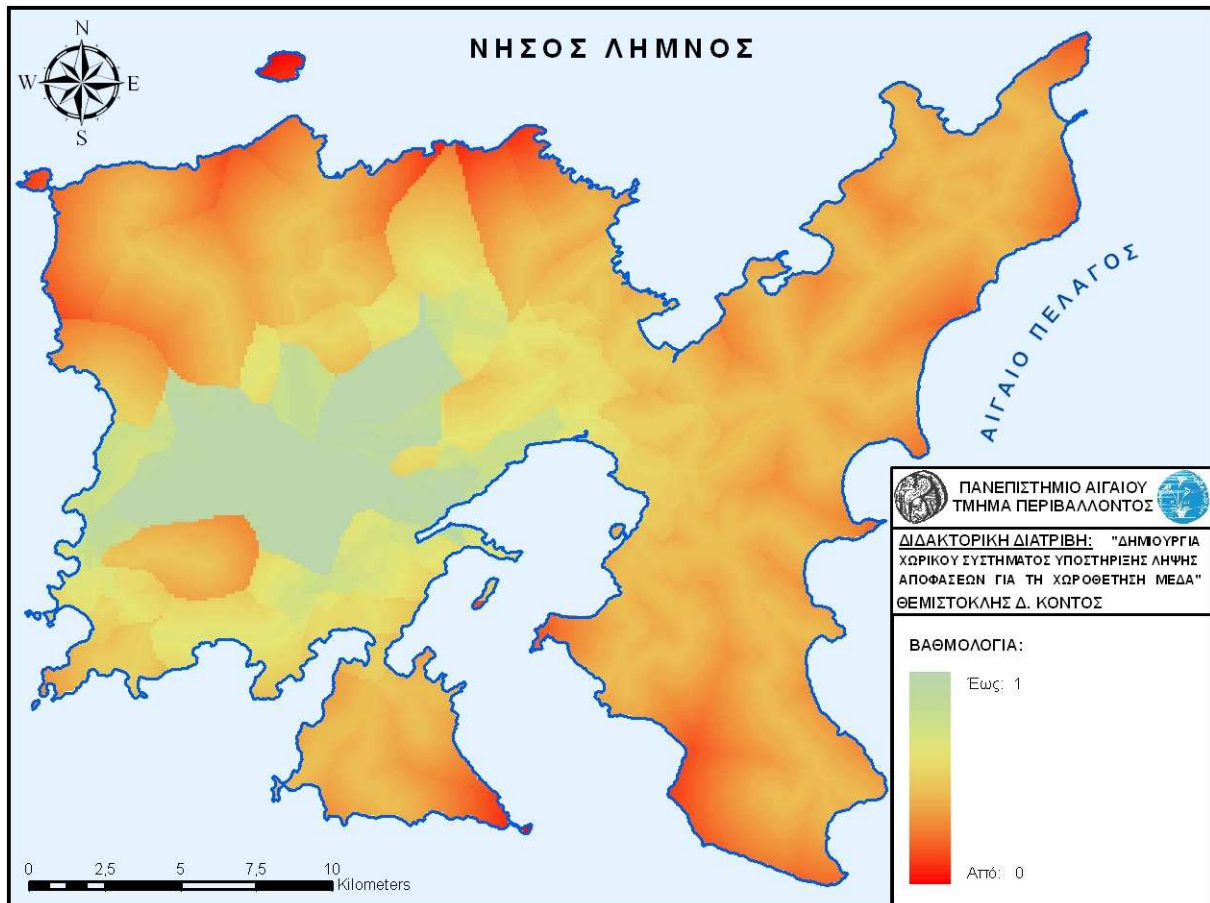 ΝΗΣΟΣ ΛΗΜΝΟΣ
N
W E
S
ΑΙΓΑΙΟ ΠΕΛΑΓΟΣ
ΠΑΝΕΠΙΣΤΗΜΙΟ ΑΙΓΑΙΟΥ
ΤΜΗΜΑ ΠΕΡΙΒΑΛΛΟΝΤΟΣ
ΔΙΔΑΚΤΟΡΙΚΗ ΔΙΑΤΡΙΒΗ: "ΔΗΜΙΟΥΡΓΙΑ
ΧΩΡΙΚΟΥ ΣΥΣΤΗΜΑΤΟΣ ΥΠΟΣΤΗΡΙΞΗΣ ΛΗΨΗΣ
ΑΠΟΦΑΣΕΩΝ ΓΙΑ ΤΗ ΧΩΡΟΘΕΤΗΣΗ ΜΕΔΑ"
ΘΕΜΙΣΤΟΚΛΗΣ Δ. ΚΟΝΤΟΣ
ΒΑΘΜΟΛΟΓΙΑ:
Έως: 1
Από: 0
0 2,5 5 7,5 10
Kilometers